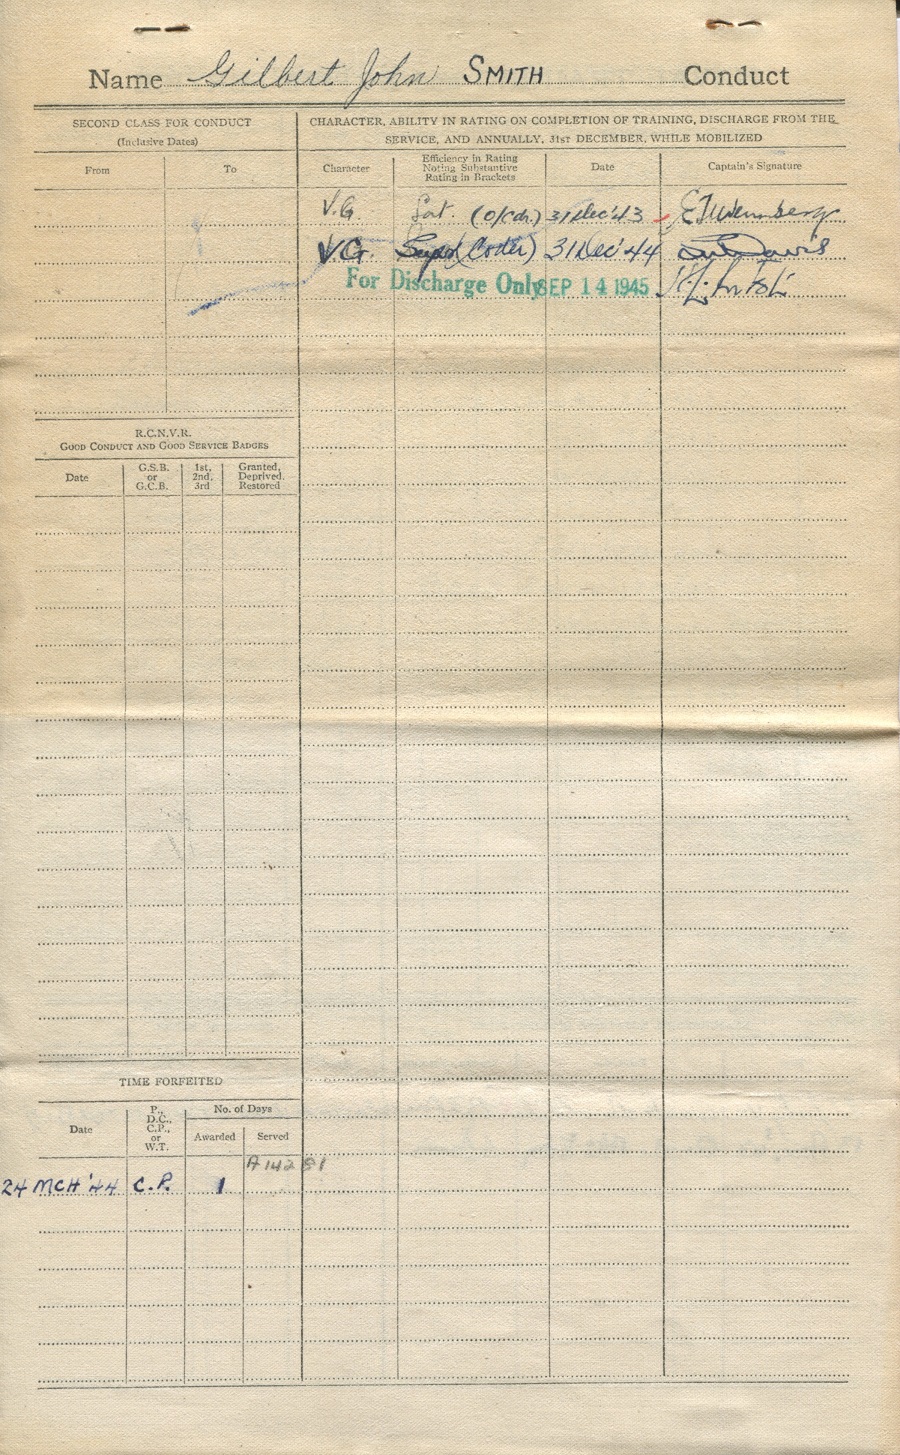 Name Gilbert John SMITH Conduct
SECOND CLASS FOR CONDUCT
(Inclusive Dates)
From To
CHARACTER, ABILITY IN RATING ON COMPLETION OF TRAINING, DISCHARGE FROM THE
SERVICE, AND ANNUALLY, 31ST DECEMBER, WHILE MOBILIZED
Character
Efficiency in Rating
Noting Substantive
Rating in Brackets
Date
Captain's Signature
V.G. Sat. (O/Cdr.) 31 Dec '43
V.G. (Coder) 31 Dec '44 Davis
For Discharge Only SEP 14 1945
R.C.N.V.R.
GOOD CONDUCT AND GOOD SERVICE BADGES
Date
G.S.B.
or
G.C.B.
1st,
2nd,
3rd
Granted,
Deprived,
Restored
TIME FORFEITED
Date
P.,
D.C.,
C.P.,
or
W.T.
No. of Days
Awarded Served
A142 81
24 MCH '44 C.P. 1